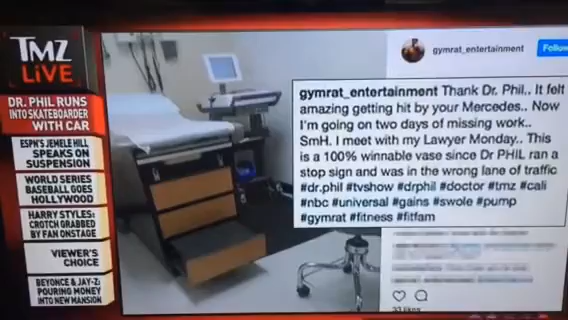 TMZ
LiVE
DR. PHIL RUNS
INTO SKATEBOARDER
WITH CAR
ESPN'S JEMELE HILL
SPEAKS ON
SUSPENSION
WORLD SERIES
BASEBALL GOES
HOLLYWOOD
HARRY STYLES:
CROTCH GRABBED
BY FAN ONSTAGE
VIEWER'S
CHOICE
BEYONCE & JAY-Z:
POURING MONEY
INTO NEW MANSION
gymrat_entertainment
Follow
gymrat_entertainment Thank Dr. Phil.. It felt
amazing getting hit by your Mercedes.. Now
I'm going on two days of missing work..
SmH. I meet with my Lawyer Monday.. This
is a 100% winnable vase since Dr PHIL ran a
stop sign and was in the wrong lane of traffic
#dr.phil #tvshow #drphil #doctor #tmz #cali
#nbc #universal #gains #swole #pump
#gymrat #fitness #fitfam
33 likes